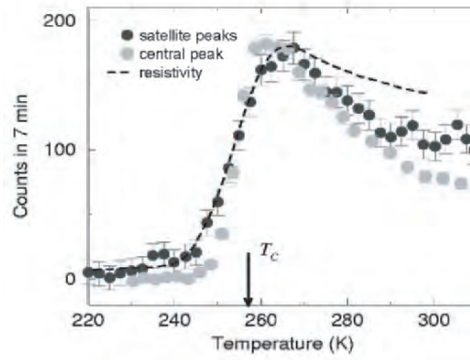 satellite peaks
central peak
resistivity
Counts in 7 min
200
100
0
T_C
220 240 260 280 300
Temperature (K)